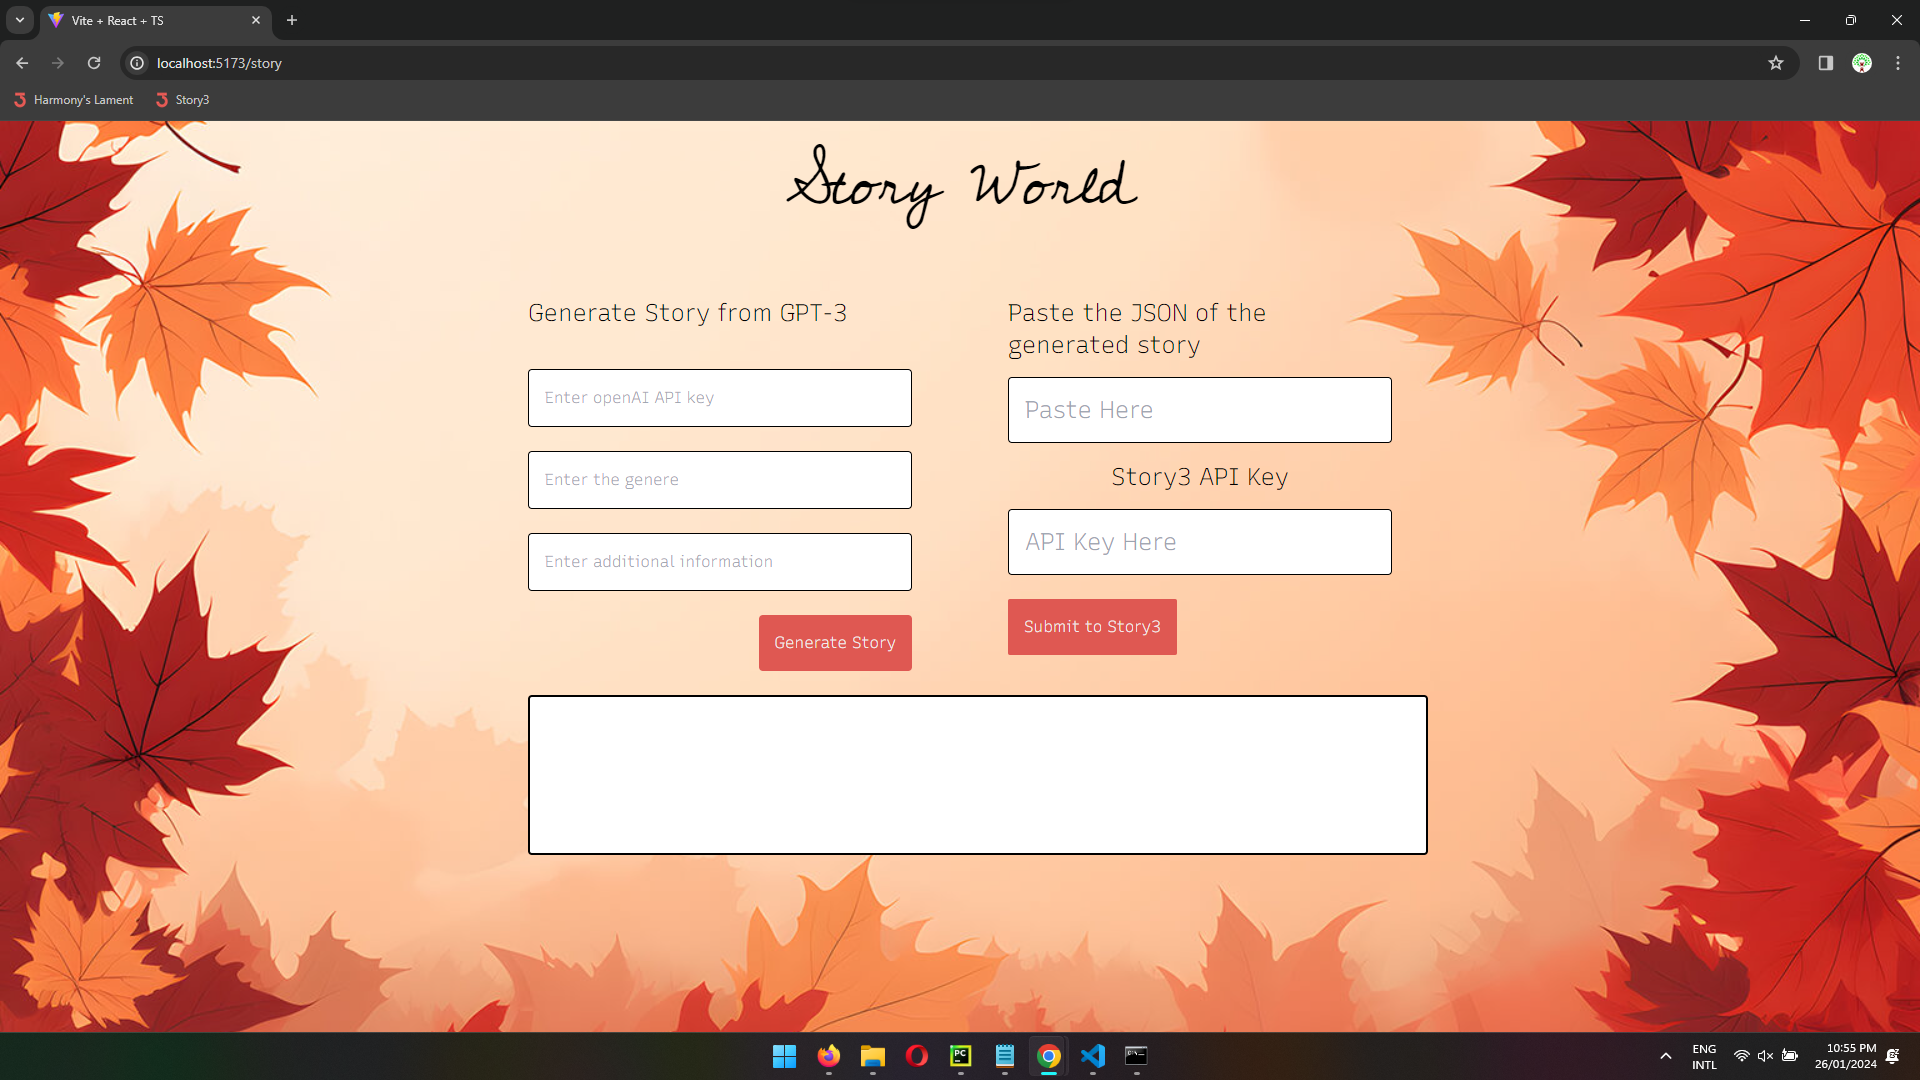 Vite + React + TS
localhost:5173/story
Harmony's Lament
Story3
Story World
Generate Story from GPT-3
Enter openAI API key
Enter the genere
Enter additional information
Generate Story
Paste the JSON of the
generated story
Paste Here
Story3 API Key
API Key Here
Submit to Story3
PC
ENG
INTL
10:55 PM
26/01/2024